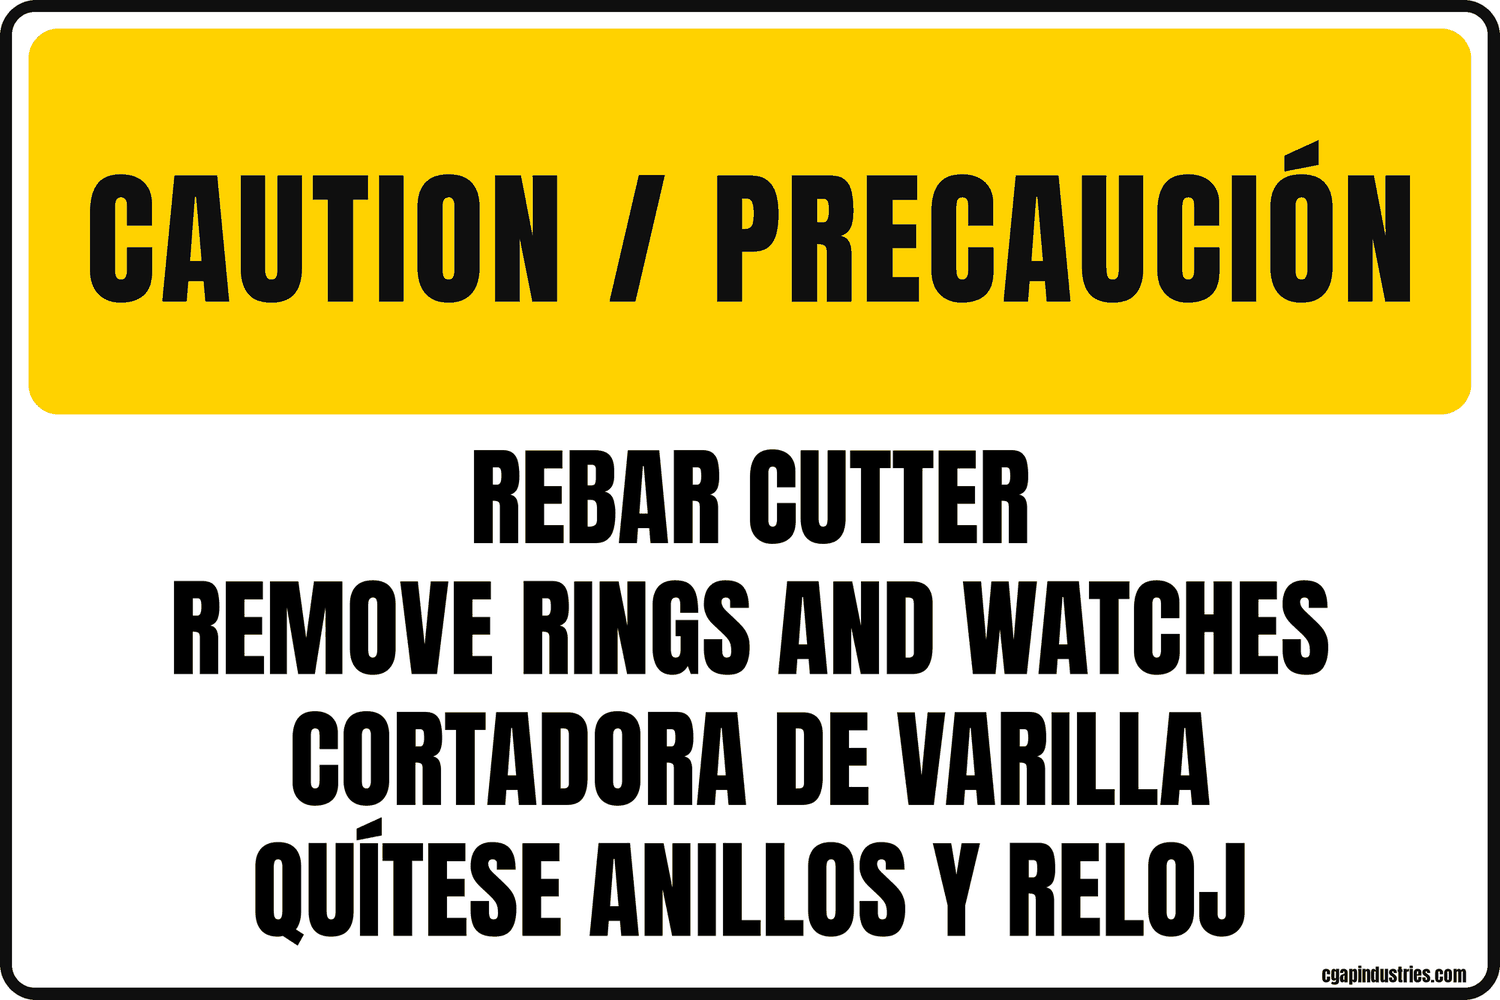 CAUTION / PRECAUCIÓN
REBAR CUTTER
REMOVE RINGS AND WATCHES
CORTADORA DE VARILLA
QUÍTESE ANILLOS Y RELOJ
cgapindustries.com